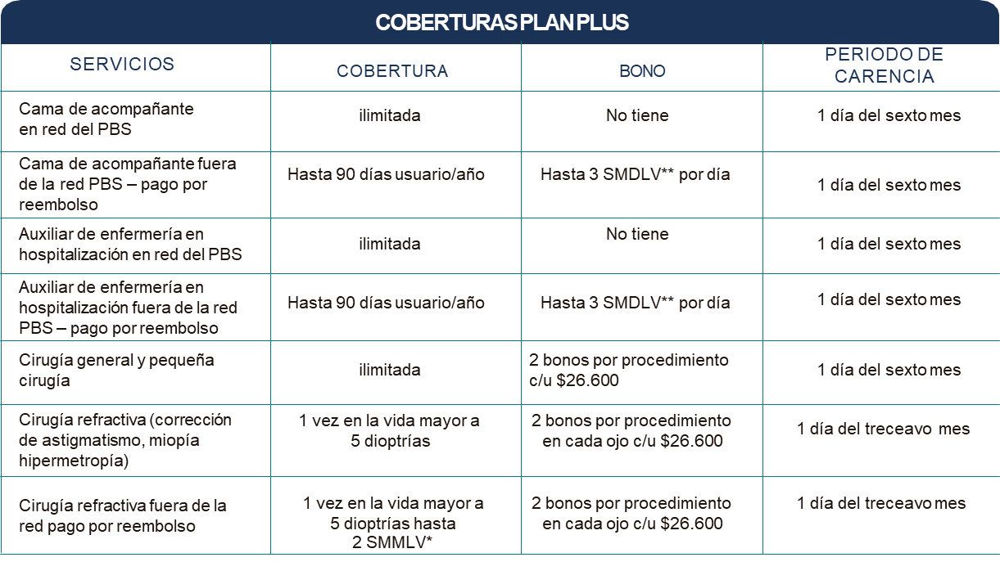 COBERTURAS PLAN PLUS
SERVICIOS
COBERTURA
BONO
PERIODO DE
CARENCIA
Cama de acompañante
en red del PBS
ilimitada
No tiene
1 día del sexto mes
Cama de acompañante fuera
de la red PBS – pago por
reembolso
Hasta 90 días usuario/año
Hasta 3 SMDLV** por día
1 día del sexto mes
Auxiliar de enfermería en
hospitalización en red del PBS
ilimitada
No tiene
1 día del sexto mes
Auxiliar de enfermería en
hospitalización fuera de la red
PBS – pago por reembolso
Hasta 90 días usuario/año
Hasta 3 SMDLV** por día
1 día del sexto mes
Cirugía general y pequeña
cirugía
ilimitada
2 bonos por procedimiento
c/u $26.600
1 día del sexto mes
Cirugía refractiva (corrección
de astigmatismo, miopía
hipermetropía)
1 vez en la vida mayor a
5 dioptrías
2 bonos por procedimiento
en cada ojo c/u $26.600
1 día del treceavo mes
Cirugía refractiva fuera de la
red pago por reembolso
1 vez en la vida mayor a
5 dioptrías hasta
2 SMMLV*
2 bonos por procedimiento
en cada ojo c/u $26.600
1 día del treceavo mes